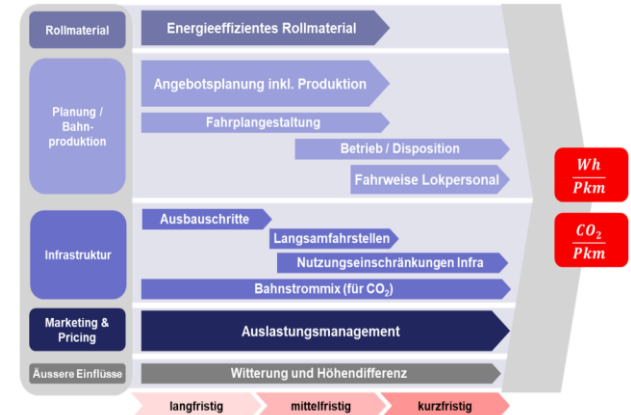 Rollmaterial
Energieeffizientes Rollmaterial
Planung /
Bahn-
produktion
Angebotsplanung inkl. Produktion
Fahrplangestaltung
Betrieb / Disposition
Fahrweise Lokpersonal
Infrastruktur
Ausbauschritte
Langsamfahrstellen
Nutzungseinschränkungen Infra
Bahnstrommix (für CO₂)
Marketing &
Pricing
Auslastungsmanagement
Äussere Einflüsse
Witterung und Höhendifferenz
langfristig
mittelfristig
kurzfristig
Wh
Pkm
CO₂
Pkm